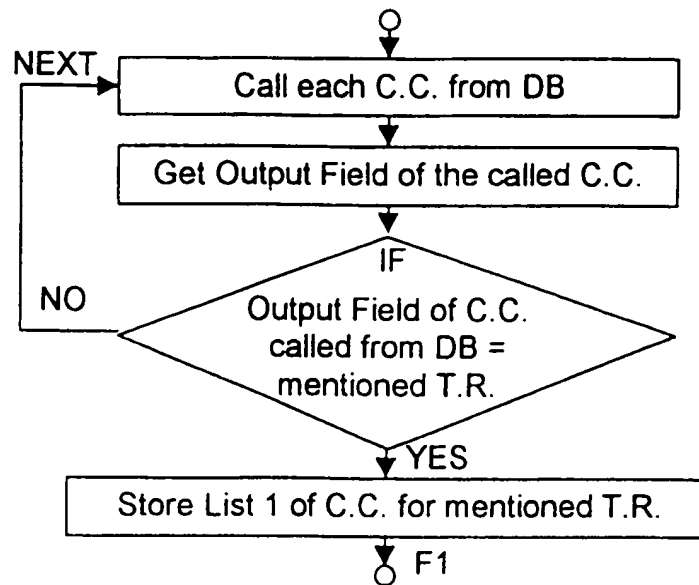 NEXT
Call each C.C. from DB
Get Output Field of the called C.C.
IF
NO
Output Field of C.C.
called from DB =
mentioned T.R.
YES
Store List 1 of C.C. for mentioned T.R.
F1